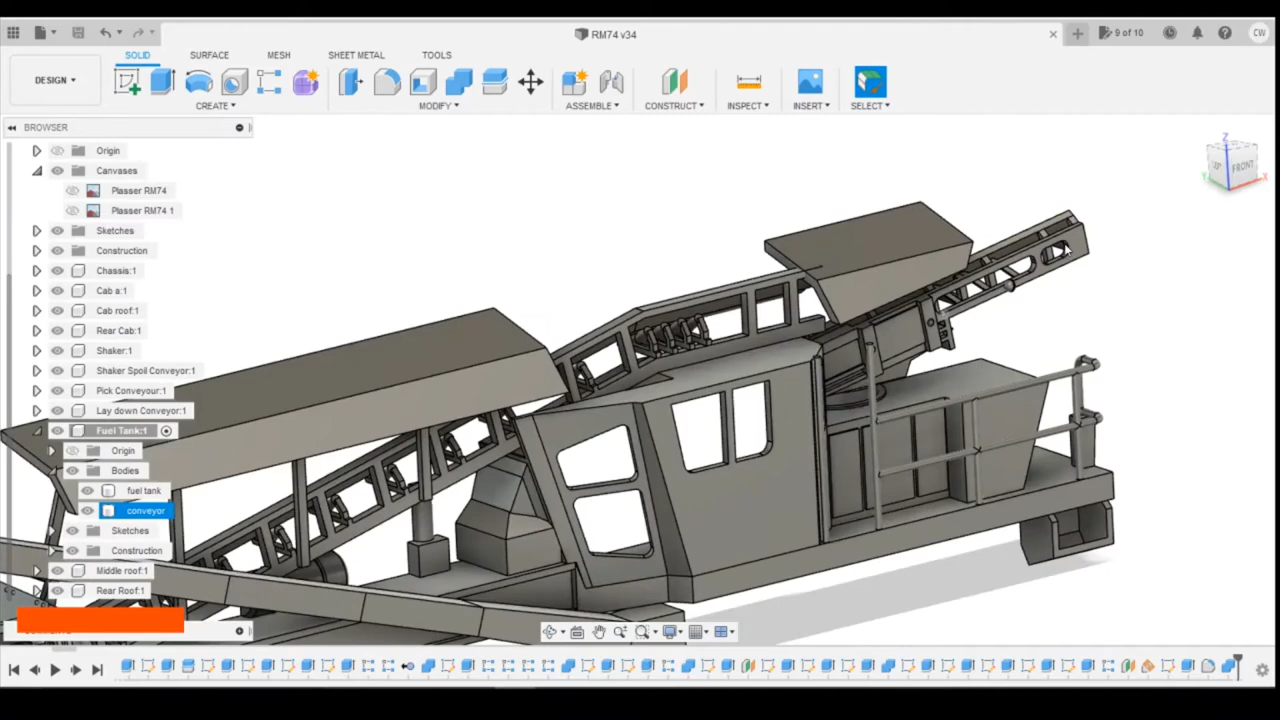 RM74 v34
9 of 10
CW
DESIGN
SOLID
SURFACE
MESH
SHEET METAL
TOOLS
CREATE
MODIFY
ASSEMBLE
CONSTRUCT
INSPECT
INSERT
SELECT
BROWSER
Origin
Canvases
Plasser RM74
Plasser RM74 1
Sketches
Construction
Chassis:1
Cab a:1
Cab roof:1
Rear Cab:1
Shaker:1
Shaker Spoil Conveyor:1
Pick Conveyour:1
Lay down Conveyor:1
Fuel Tank:1
Origin
Bodies
fuel tank
conveyor
Sketches
Construction
Middle roof:1
Rear Roof:1
Z
FRONT
X
Y